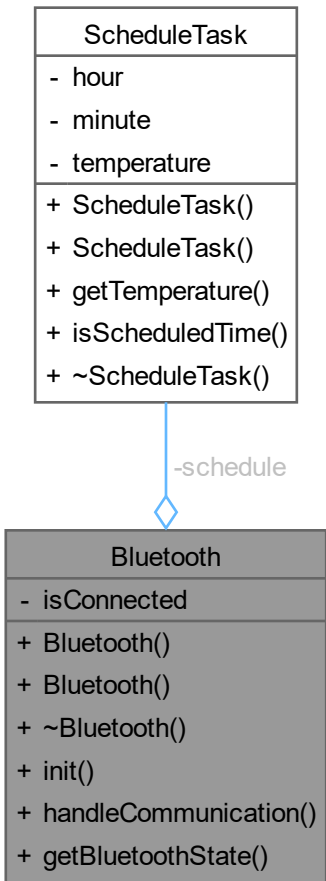 ScheduleTask
- hour
- minute
- temperature
+ ScheduleTask()
+ ScheduleTask()
+ getTemperature()
+ isScheduledTime()
+ ~ScheduleTask()
-schedule
Bluetooth
- isConnected
+ Bluetooth()
+ Bluetooth()
+ ~Bluetooth()
+ init()
+ handleCommunication()
+ getBluetoothState()